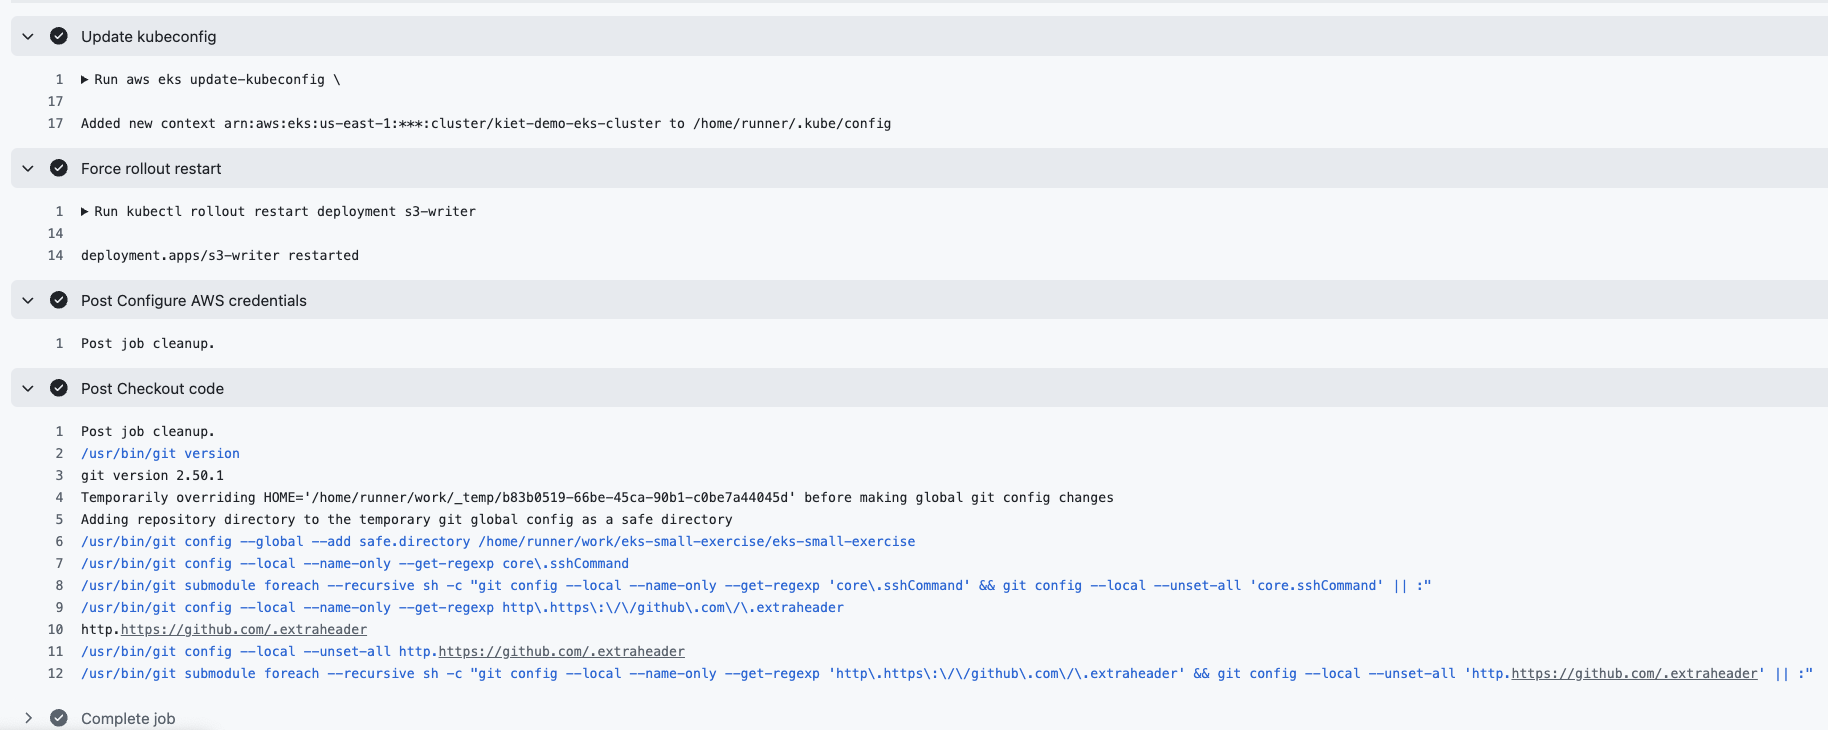 Update kubeconfig
1 ▶ Run aws eks update-kubeconfig \
17
17 Added new context arn:aws:eks:us-east-1:***:cluster/kiet-demo-eks-cluster to /home/runner/.kube/config
Force rollout restart
1 ▶ Run kubectl rollout restart deployment s3-writer
14
14 deployment.apps/s3-writer restarted
Post Configure AWS credentials
1 Post job cleanup.
Post Checkout code
1 Post job cleanup.
2 /usr/bin/git version
3 git version 2.50.1
4 Temporarily overriding HOME='/home/runner/work/_temp/b83b0519-66be-45ca-90b1-c0be7a44045d' before making global git config changes
5 Adding repository directory to the temporary git global config as a safe directory
6 /usr/bin/git config --global --add safe.directory /home/runner/work/eks-small-exercise/eks-small-exercise
7 /usr/bin/git config --local --name-only --get-regexp core\.sshCommand
8 /usr/bin/git submodule foreach --recursive sh -c "git config --local --name-only --get-regexp 'core\.sshCommand' && git config --local --unset-all 'core.sshCommand' || :"
9 /usr/bin/git config --local --name-only --get-regexp http\.https\:\/\/github\.com\/\.extraheader
10 http.https://github.com/.extraheader
11 /usr/bin/git config --local --unset-all http.https://github.com/.extraheader
12 /usr/bin/git submodule foreach --recursive sh -c "git config --local --name-only --get-regexp 'http\.https\:\/\/github\.com\/\.extraheader' && git config --local --unset-all 'http.https://github.com/.extraheader' || :"
Complete job